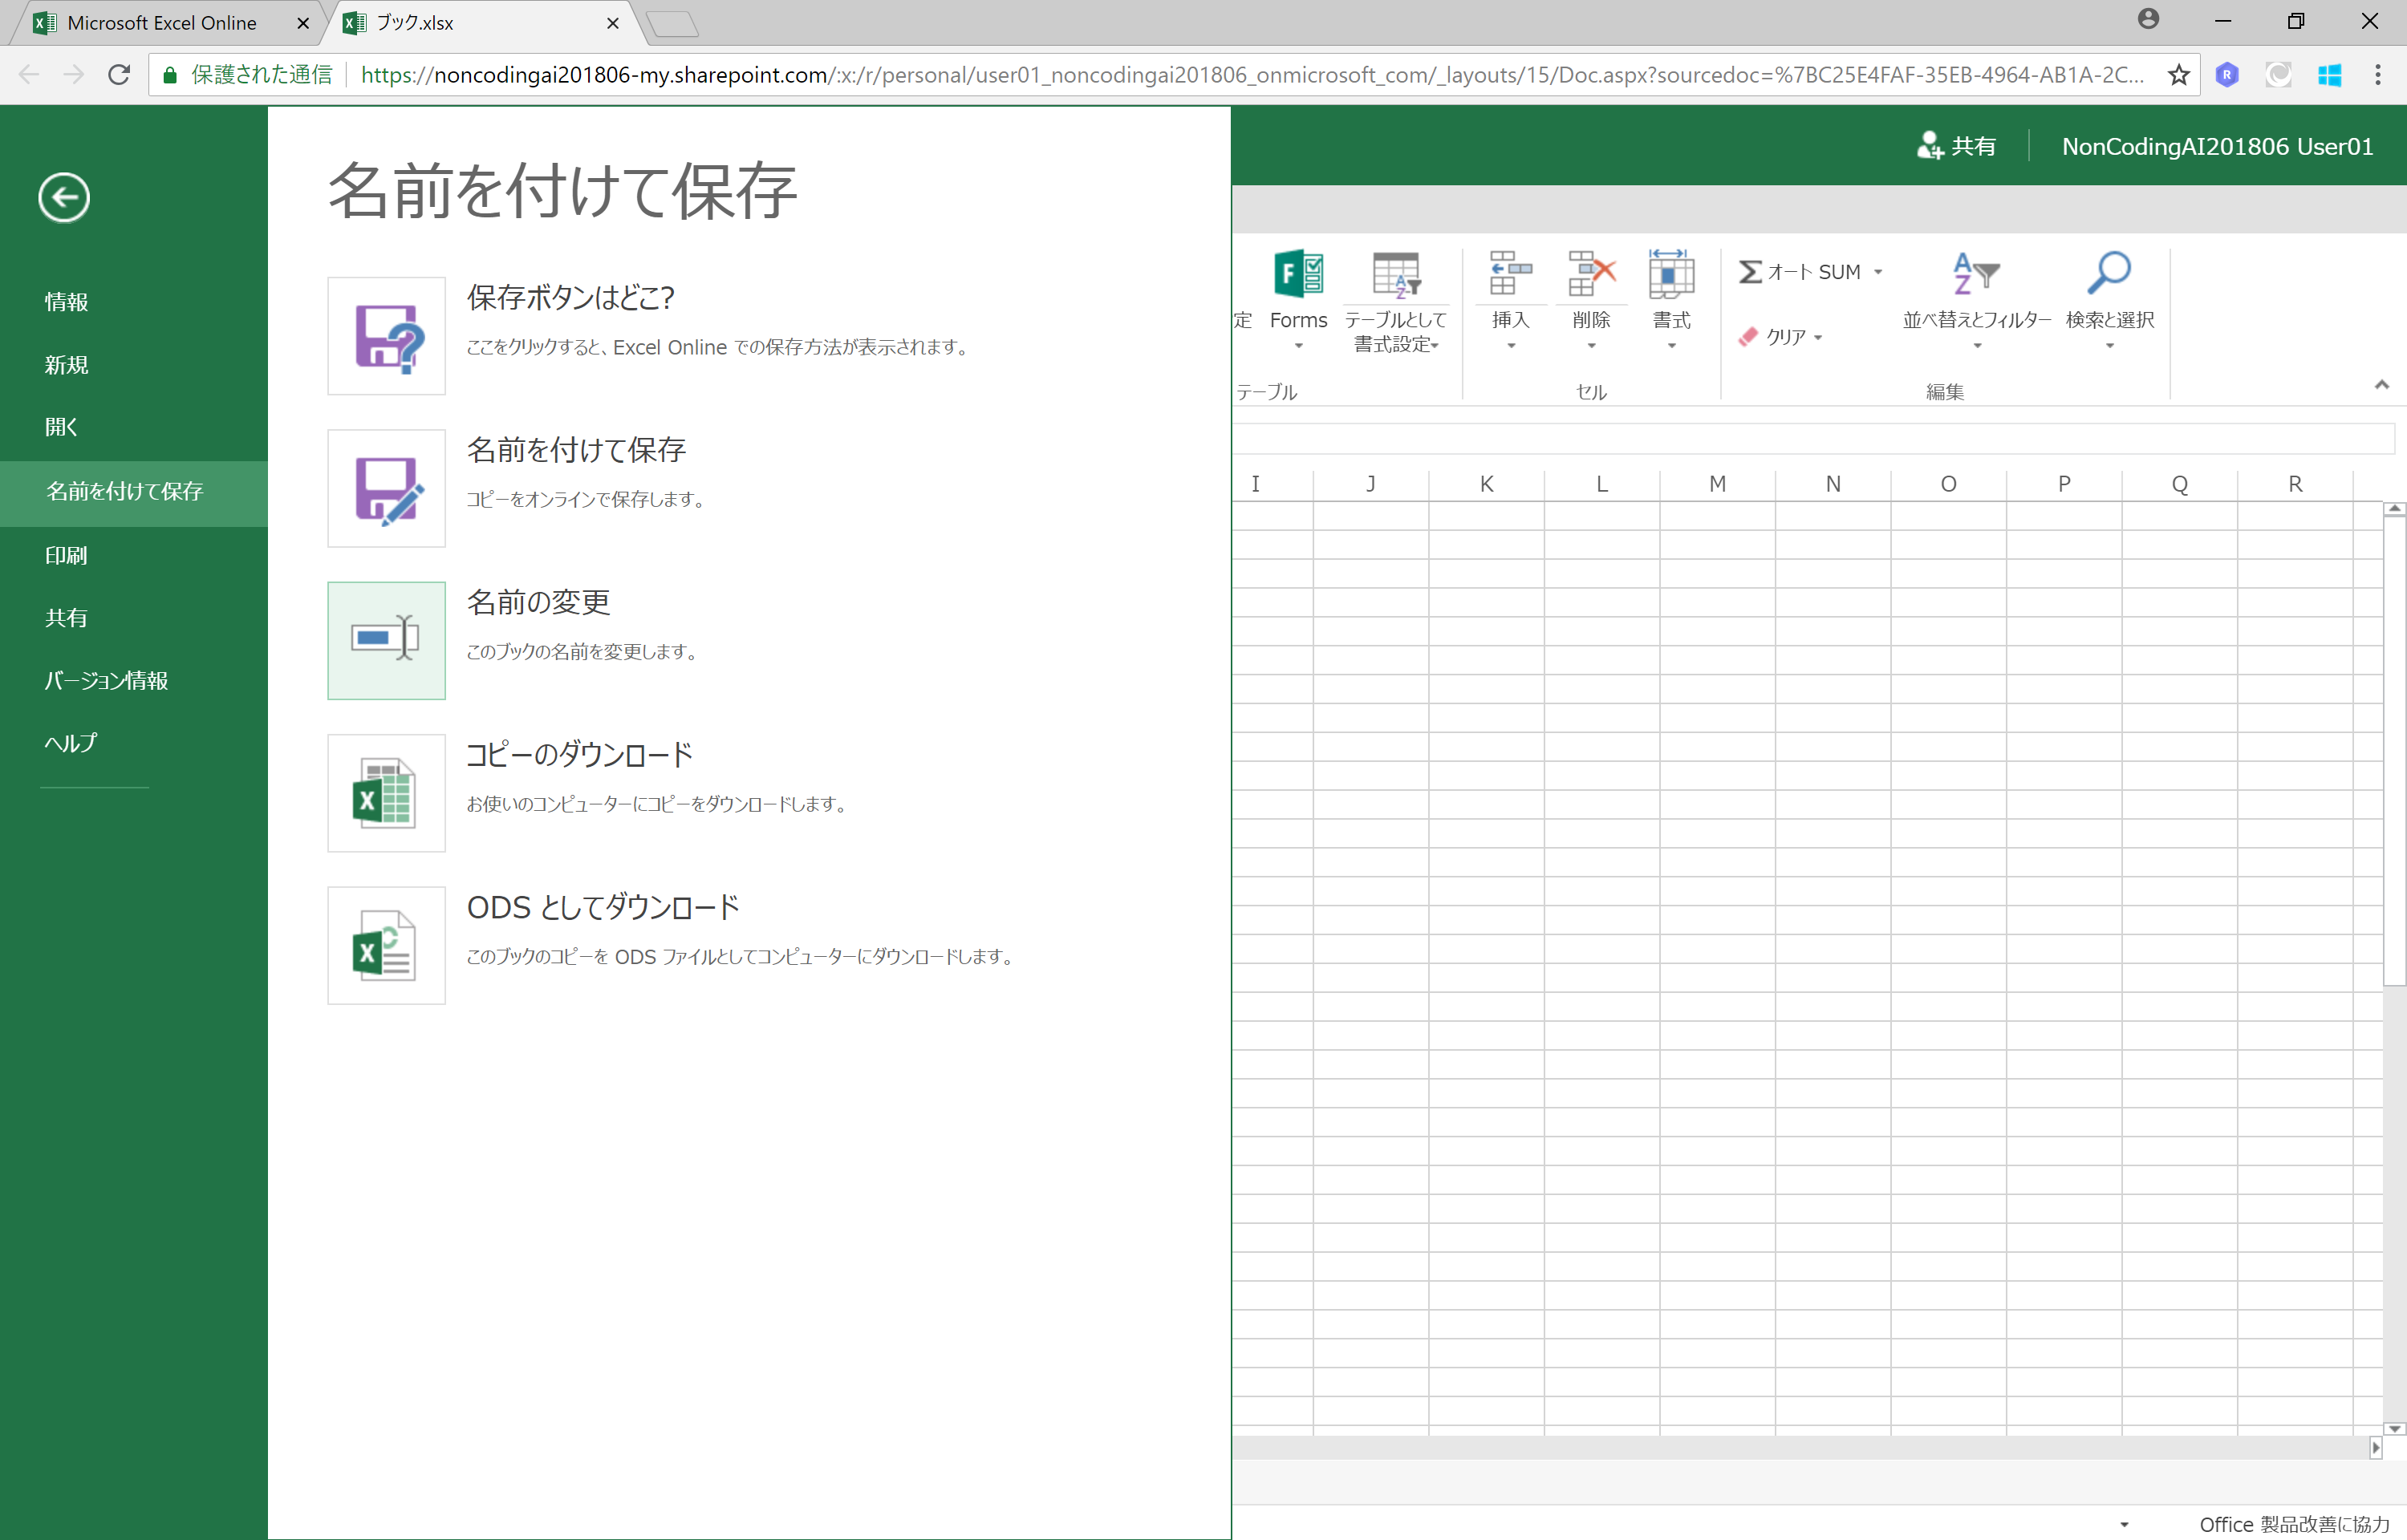 Microsoft Excel Online
ブック.xlsx
保護された通信
https://noncodingai201806-my.sharepoint.com/:x:/r/personal/user01_noncodingai201806_onmicrosoft_com/_layouts/15/Doc.aspx?sourcedoc=%7BC25E4FAF-35EB-4964-AB1A-2C...
共有
NonCodingAI201806 User01
情報
新規
開く
名前を付けて保存
印刷
共有
バージョン情報
ヘルプ
名前を付けて保存
保存ボタンはどこ?
ここをクリックすると、Excel Online での保存方法が表示されます。
名前を付けて保存
コピーをオンラインで保存します。
名前の変更
このブックの名前を変更します。
コピーのダウンロード
お使いのコンピューターにコピーをダウンロードします。
ODS としてダウンロード
このブックのコピーを ODS ファイルとしてコンピューターにダウンロードします。
定
Forms
テーブルとして
書式設定
テーブル
挿入
削除
書式
セル
オート SUM
クリア
並べ替えとフィルター
検索と選択
編集
I J K L M N O P Q R
Office 製品改善に協力